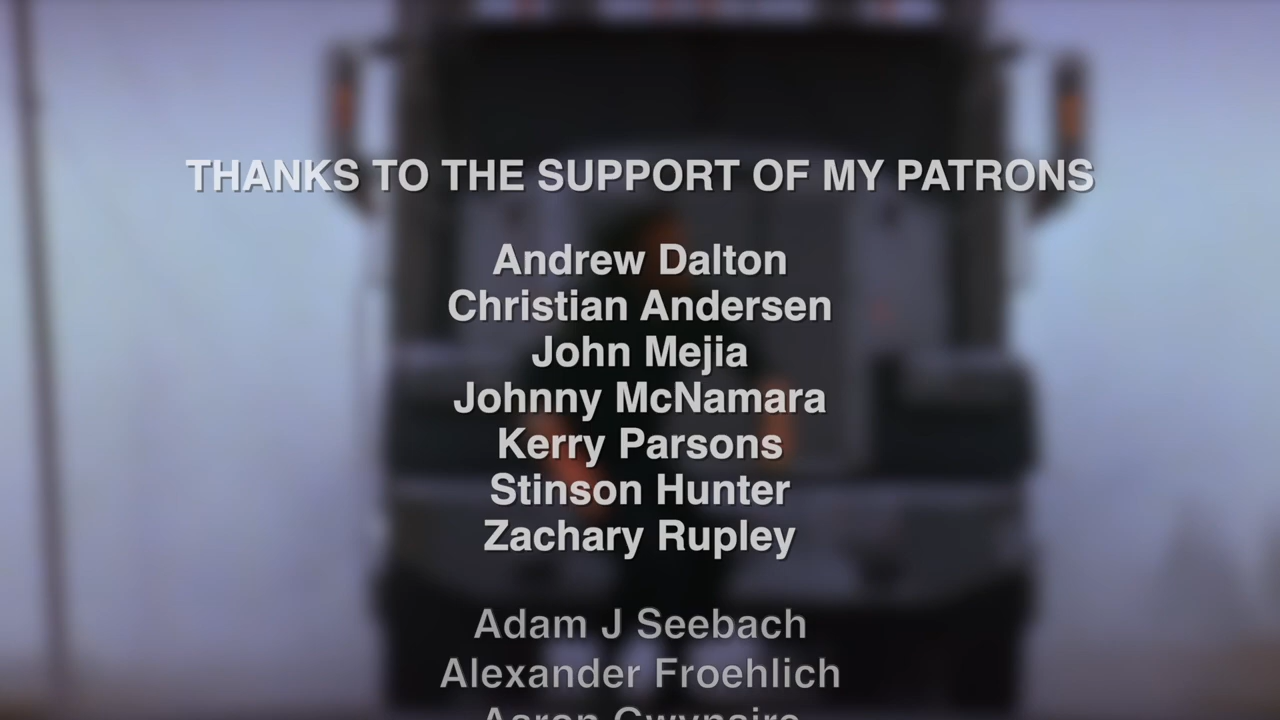 THANKS TO THE SUPPORT OF MY PATRONS
Andrew Dalton
Christian Andersen
John Mejia
Johnny McNamara
Kerry Parsons
Stinson Hunter
Zachary Rupley
Adam J Seebach
Alexander Froehlich
Aaron